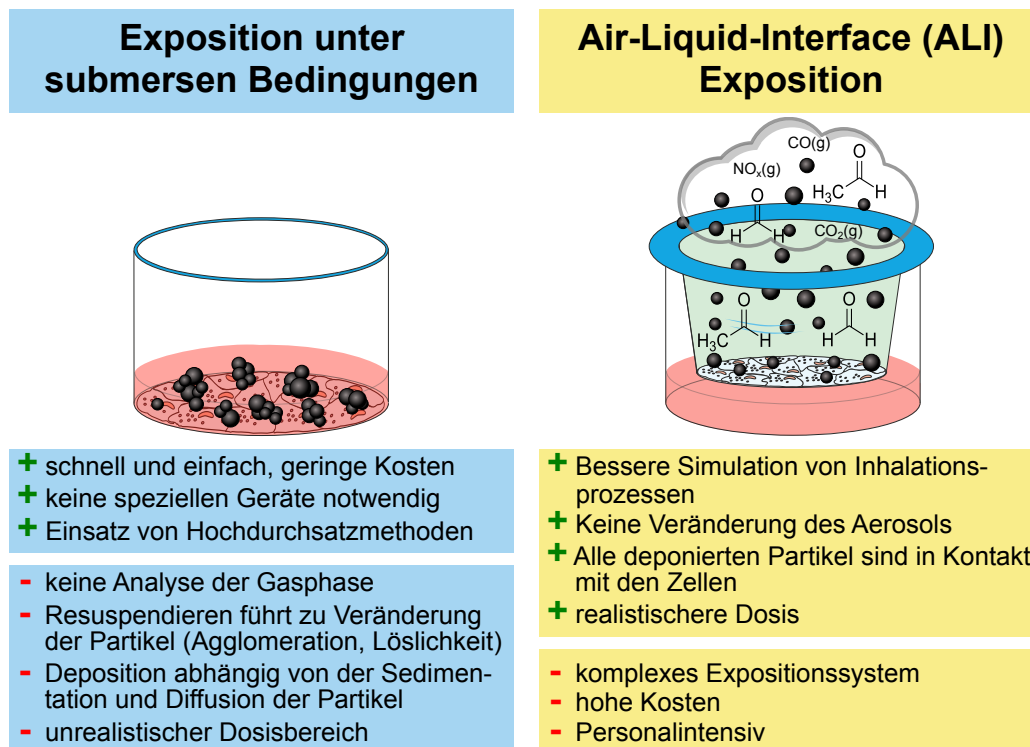 Exposition unter
submersen Bedingungen
+ schnell und einfach, geringe Kosten
+ keine speziellen Geräte notwendig
+ Einsatz von Hochdurchsatzmethoden
- keine Analyse der Gasphase
- Resuspendieren führt zu Veränderung
der Partikel (Agglomeration, Löslichkeit)
- Deposition abhängig von der Sedimen-
tation und Diffusion der Partikel
- unrealistischer Dosisbereich
Air-Liquid-Interface (ALI)
Exposition
CO(g)
NOₓ(g)
O
H₃C
H
O
H
H
CO₂(g)
O
H₃C
H
O
H
H
+ Bessere Simulation von Inhalations-
prozessen
+ Keine Veränderung des Aerosols
+ Alle deponierten Partikel sind in Kontakt
mit den Zellen
+ realistischere Dosis
- komplexes Expositionssystem
- hohe Kosten
- Personalintensiv